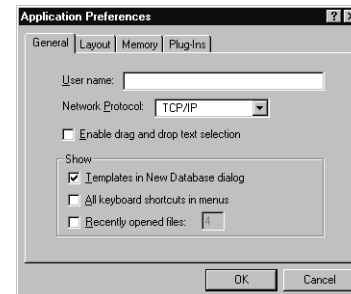 Application Preferences
General Layout Memory Plug-Ins
User name:
Network Protocol: TCP/IP
Enable drag and drop text selection
Show
Templates in New Database dialog
All keyboard shortcuts in menus
Recently opened files: 4
OK Cancel